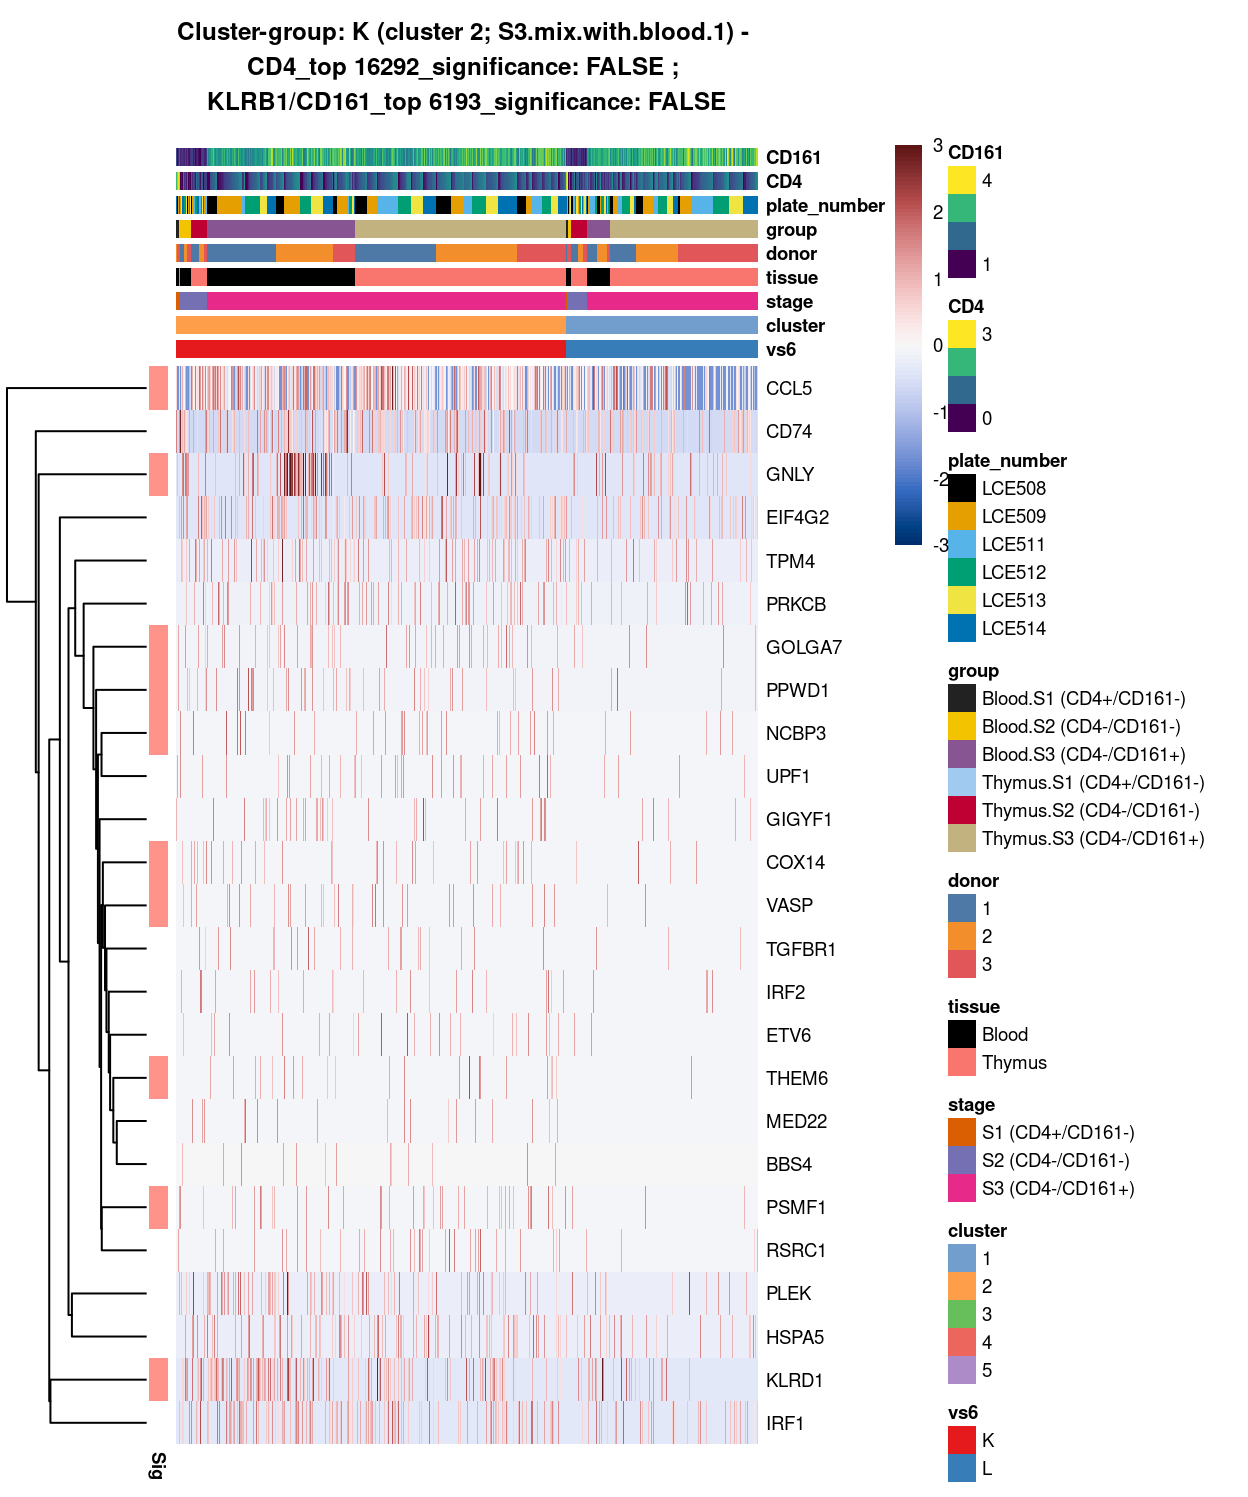 Cluster-group: K (cluster 2; S3.mix.with.blood.1) -
CD4_top 16292_significance: FALSE ;
KLRB1/CD161_top 6193_significance: FALSE
CD161
CD4
plate_number
group
donor
tissue
stage
cluster
vs6
CCL5
CD74
GNLY
EIF4G2
TPM4
PRKCB
GOLGA7
PPWD1
NCBP3
UPF1
GIGYF1
COX14
VASP
TGFBR1
IRF2
ETV6
THEM6
MED22
BBS4
PSMF1
RSRC1
PLEK
HSPA5
KLRD1
IRF1
Sig
3
2
1
0
-1
-2
-3
CD161
4
1
CD4
3
0
plate_number
LCE508
LCE509
LCE511
LCE512
LCE513
LCE514
group
Blood.S1 (CD4+/CD161-)
Blood.S2 (CD4-/CD161-)
Blood.S3 (CD4-/CD161+)
Thymus.S1 (CD4+/CD161-)
Thymus.S2 (CD4-/CD161-)
Thymus.S3 (CD4-/CD161+)
donor
1
2
3
tissue
Blood
Thymus
stage
S1 (CD4+/CD161-)
S2 (CD4-/CD161-)
S3 (CD4-/CD161+)
cluster
1
2
3
4
5
vs6
K
L